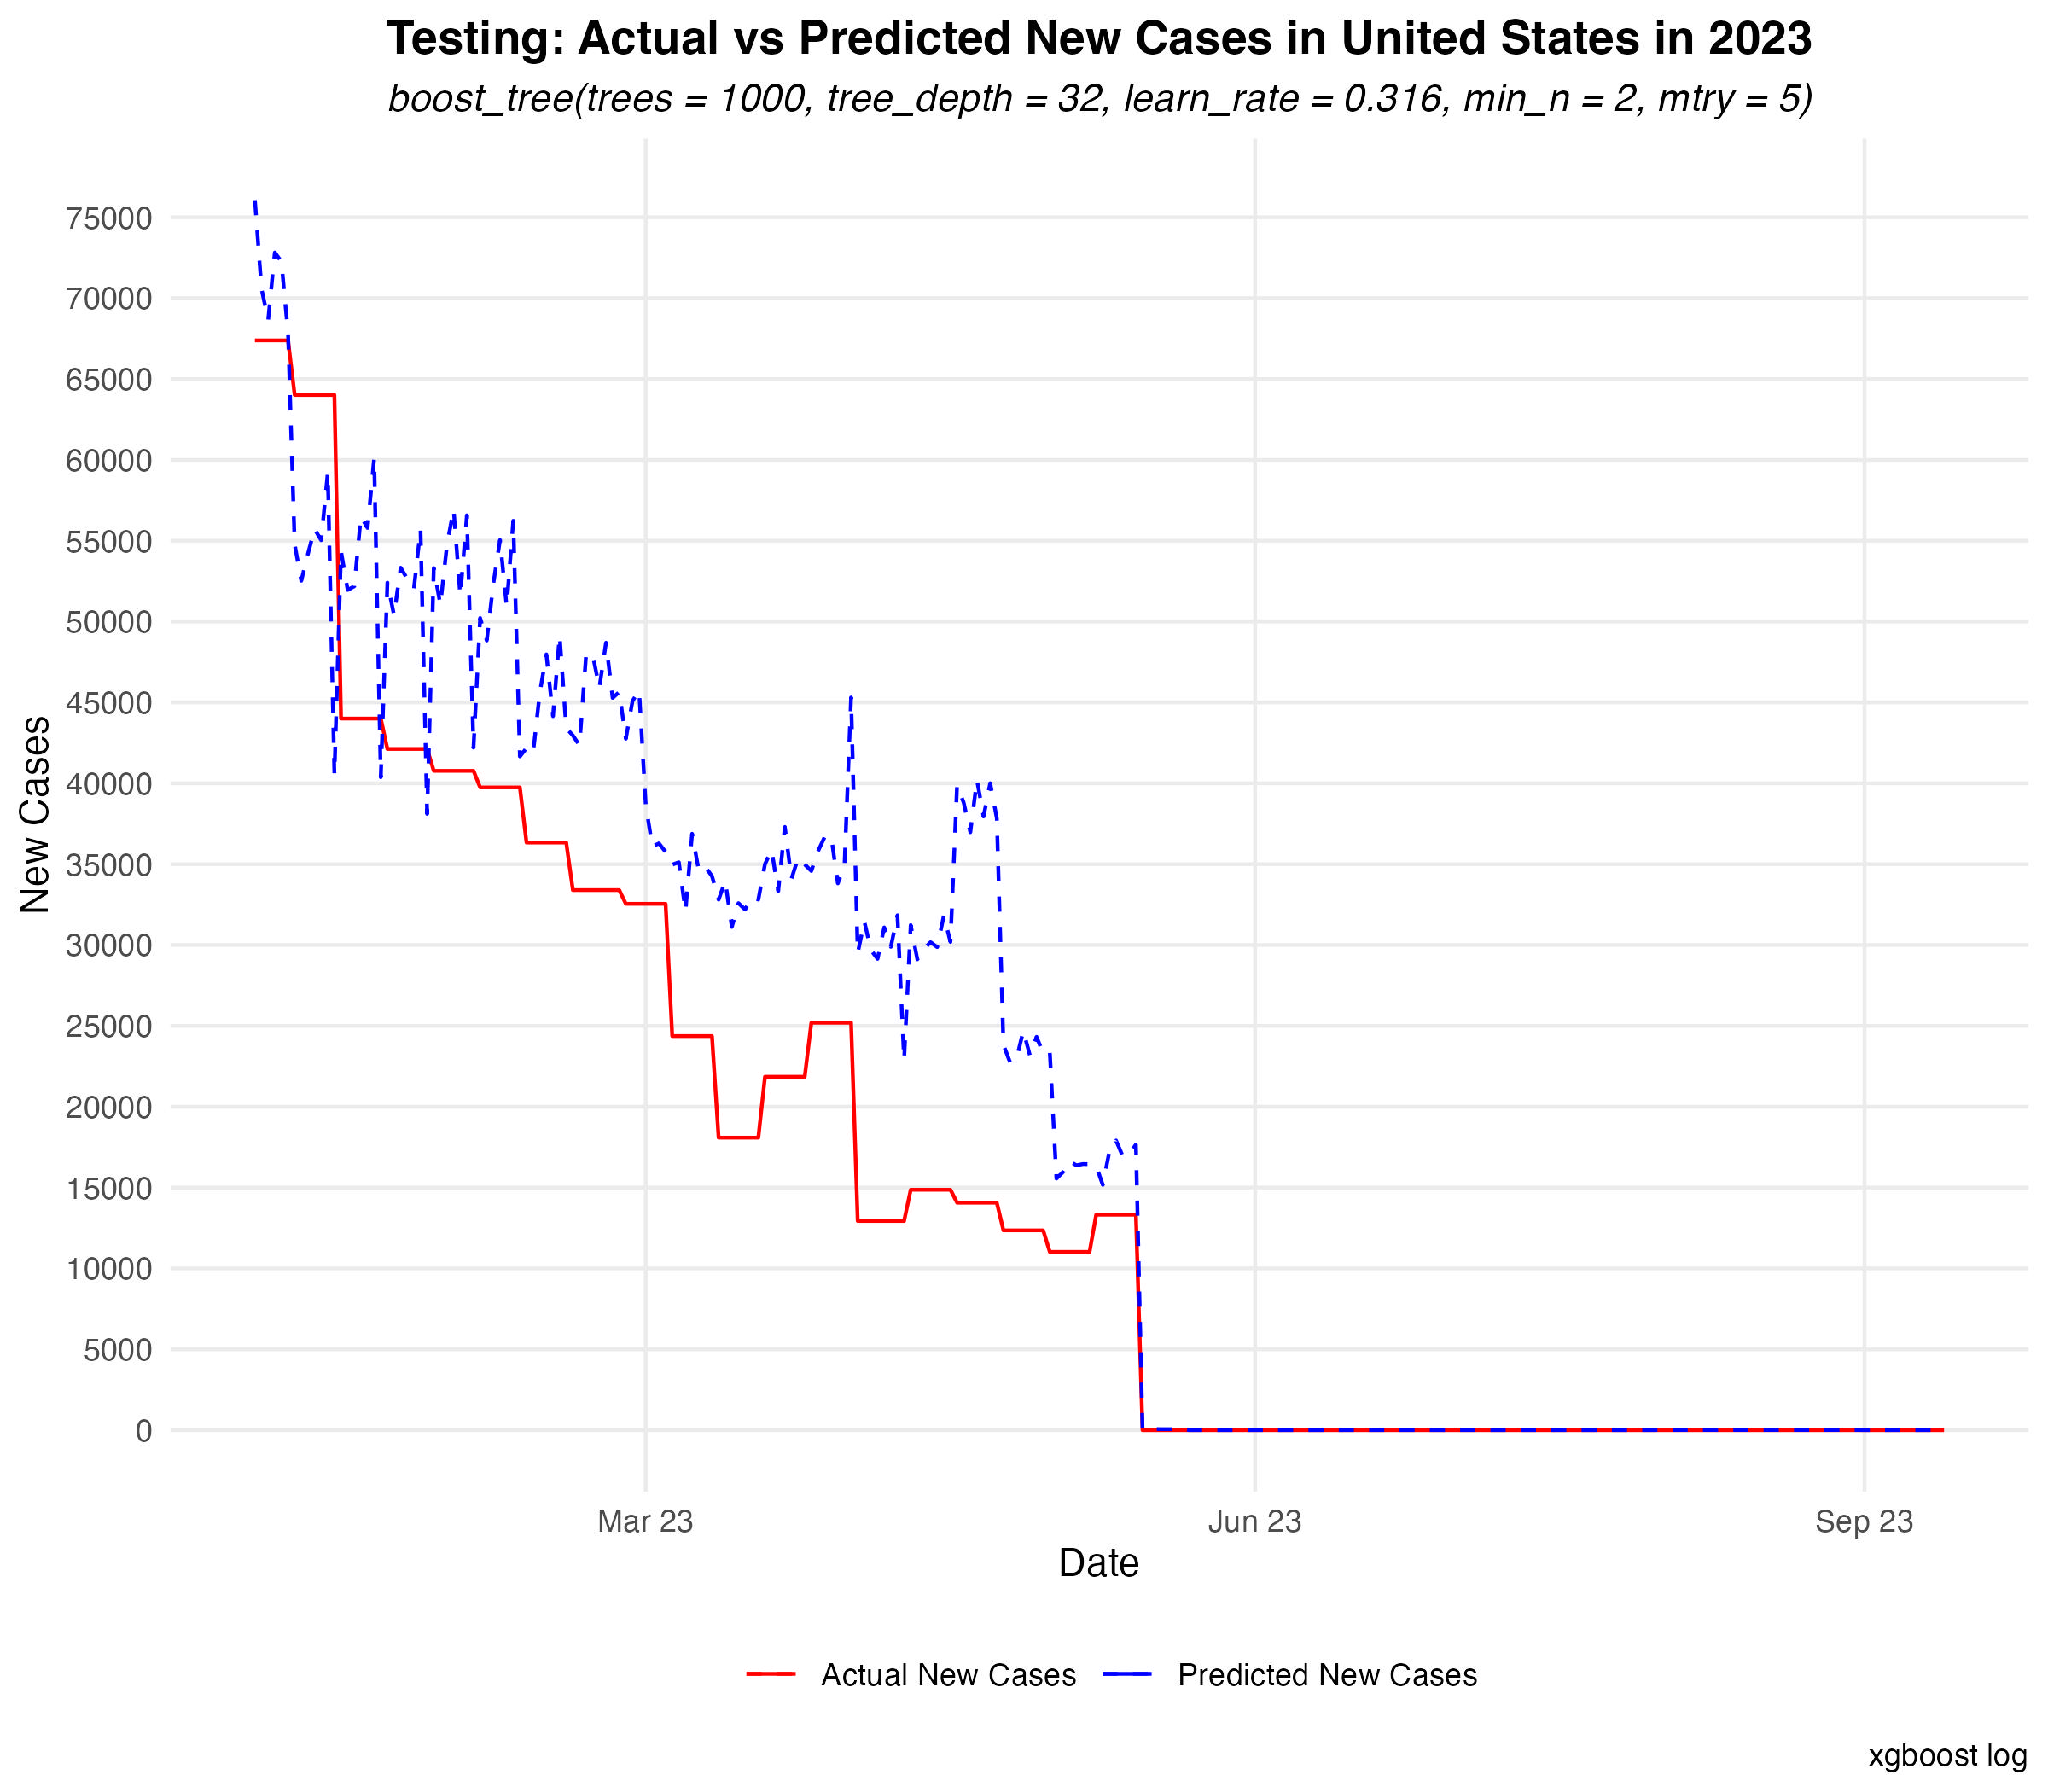 Testing: Actual vs Predicted New Cases in United States in 2023
boost_tree(trees = 1000, tree_depth = 32, learn_rate = 0.316, min_n = 2, mtry = 5)
New Cases
75000
70000
65000
60000
55000
50000
45000
40000
35000
30000
25000
20000
15000
10000
5000
0
Mar 23
Jun 23
Sep 23
Date
Actual New Cases
Predicted New Cases
xgboost log